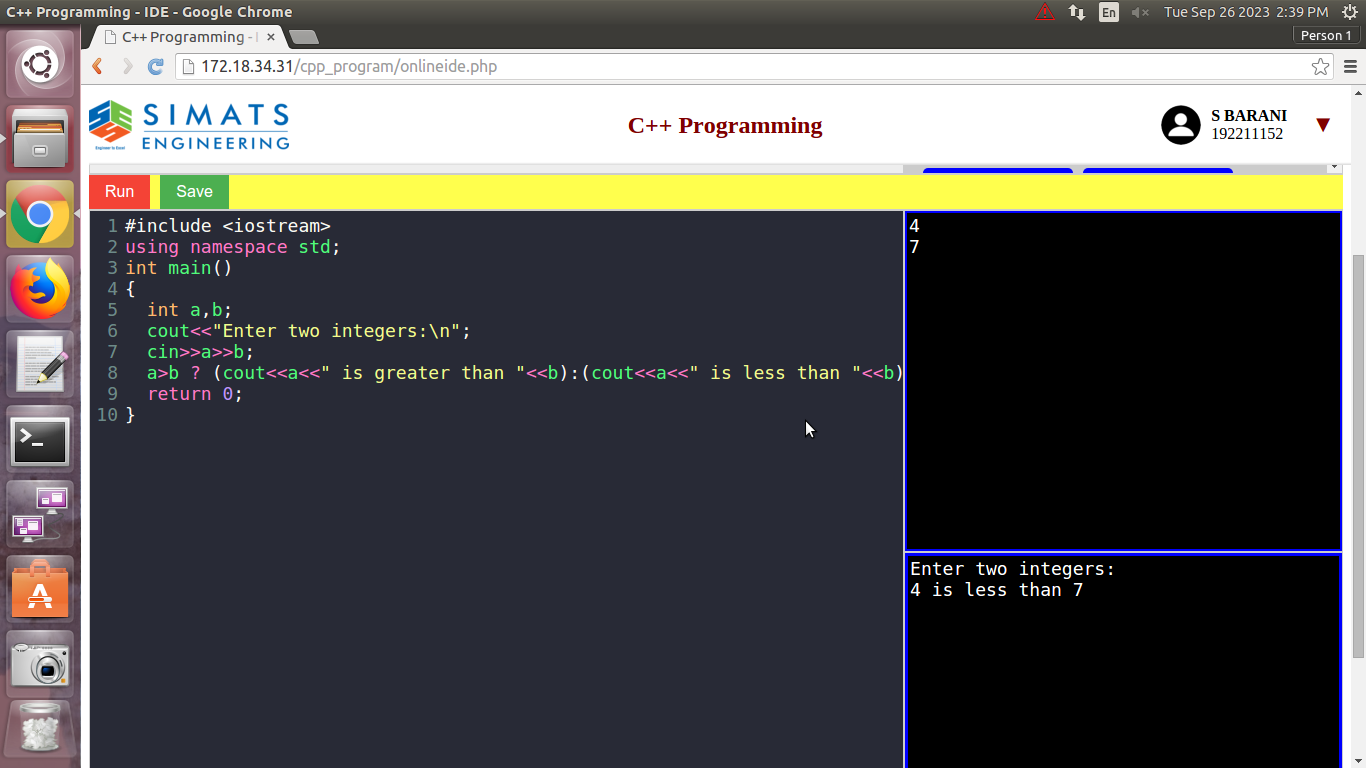 C++ Programming - IDE - Google Chrome
En
Tue Sep 26 2023 2:39 PM
C++ Programming - I
Person 1
172.18.34.31/cpp_program/onlineide.php
SIMATS
ENGINEERING
C++ Programming
S BARANI
192211152
Run
Save
1 #include <iostream>
2 using namespace std;
3 int main()
4 {
5 int a,b;
6 cout<<"Enter two integers:\n";
7 cin>>a>>b;
8 a>b ? (cout<<a<<" is greater than "<<b):(cout<<a<<" is less than "<<b)
9 return 0;
10 }
4
7
Enter two integers:
4 is less than 7